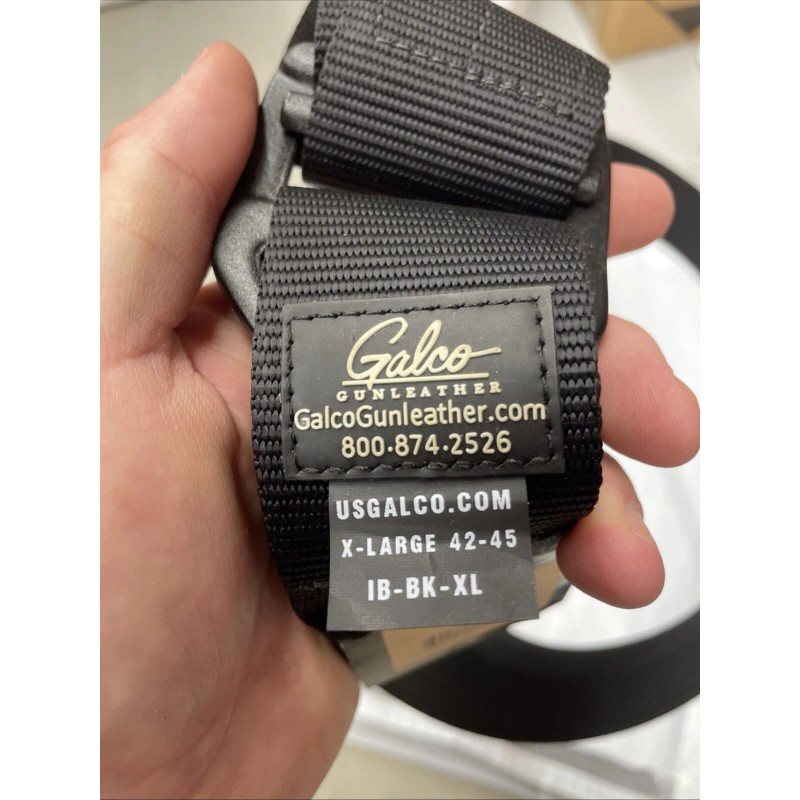 Galco
GUNLEATHER
GalcoGunleather.com
800·874·2526
USGALCO.COM
X-LARGE 42-45
IB-BK-XL